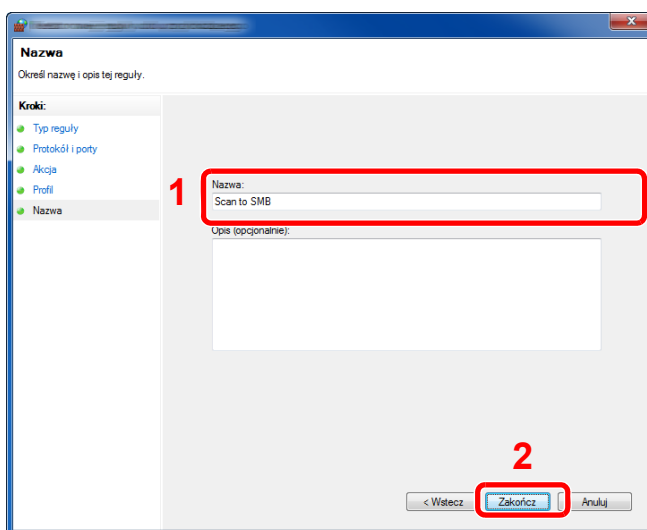 Nazwa
Określ nazwę i opis tej reguły.
Kroki:
Typ reguły
Protokół i porty
Akcja
Profil
Nazwa
1
Nazwa:
Scan to SMB
Opis (opcjonalnie):
2
< Wstecz
Zakończ
Anuluj